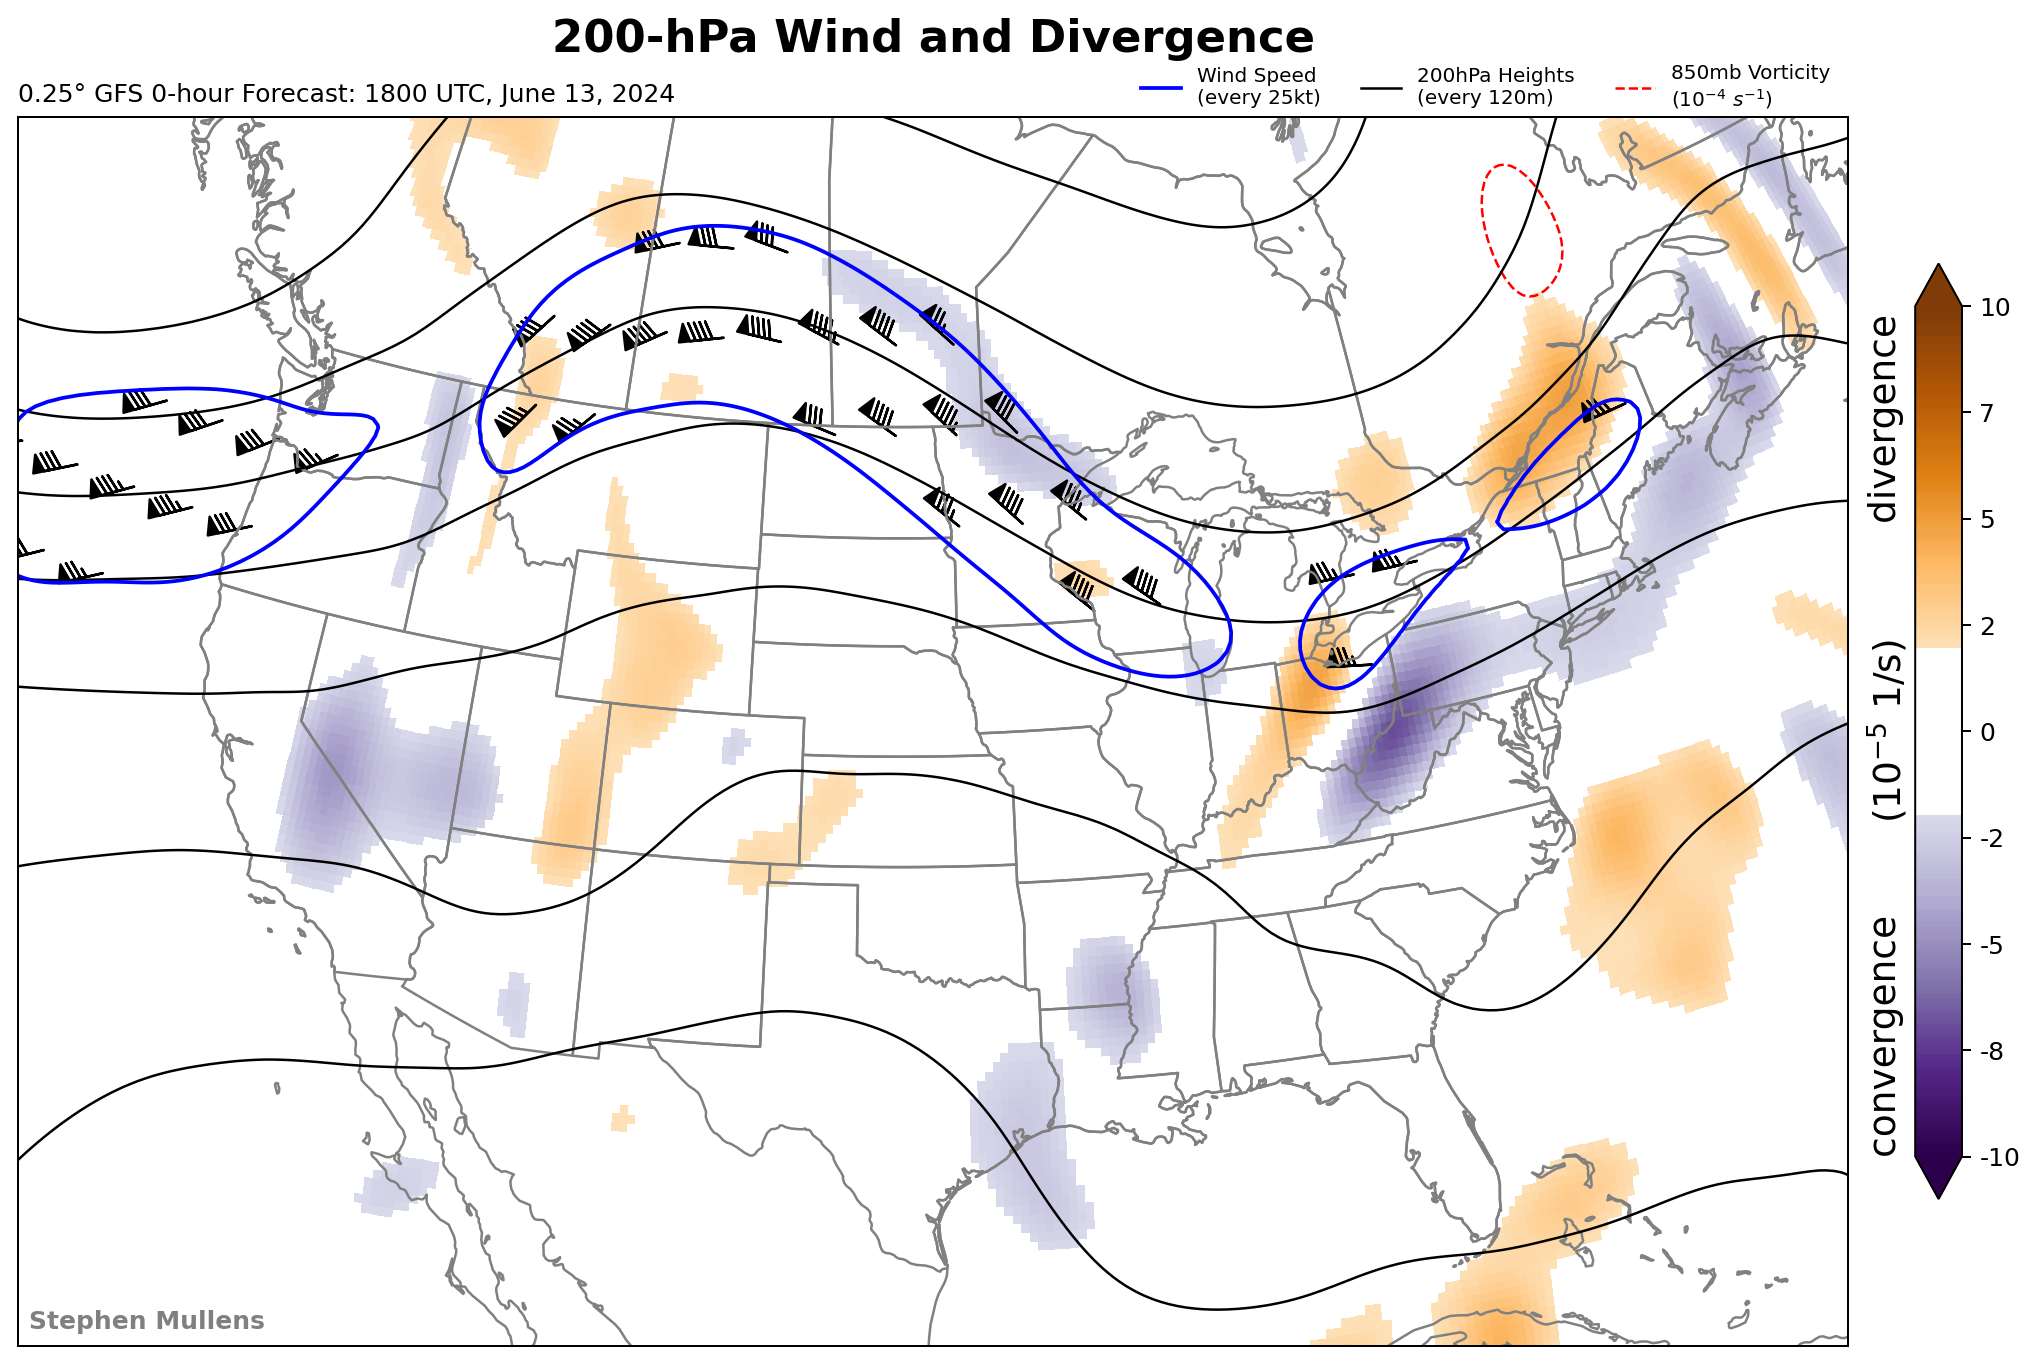 200-hPa Wind and Divergence
0.25° GFS 0-hour Forecast: 1800 UTC, June 13, 2024
Wind Speed
(every 25kt)
200hPa Heights
(every 120m)
850mb Vorticity
(10⁻⁴ s⁻¹)
10
7
5
2
0
-2
-5
-8
-10
convergence (10⁻⁵ 1/s) divergence
Stephen Mullens